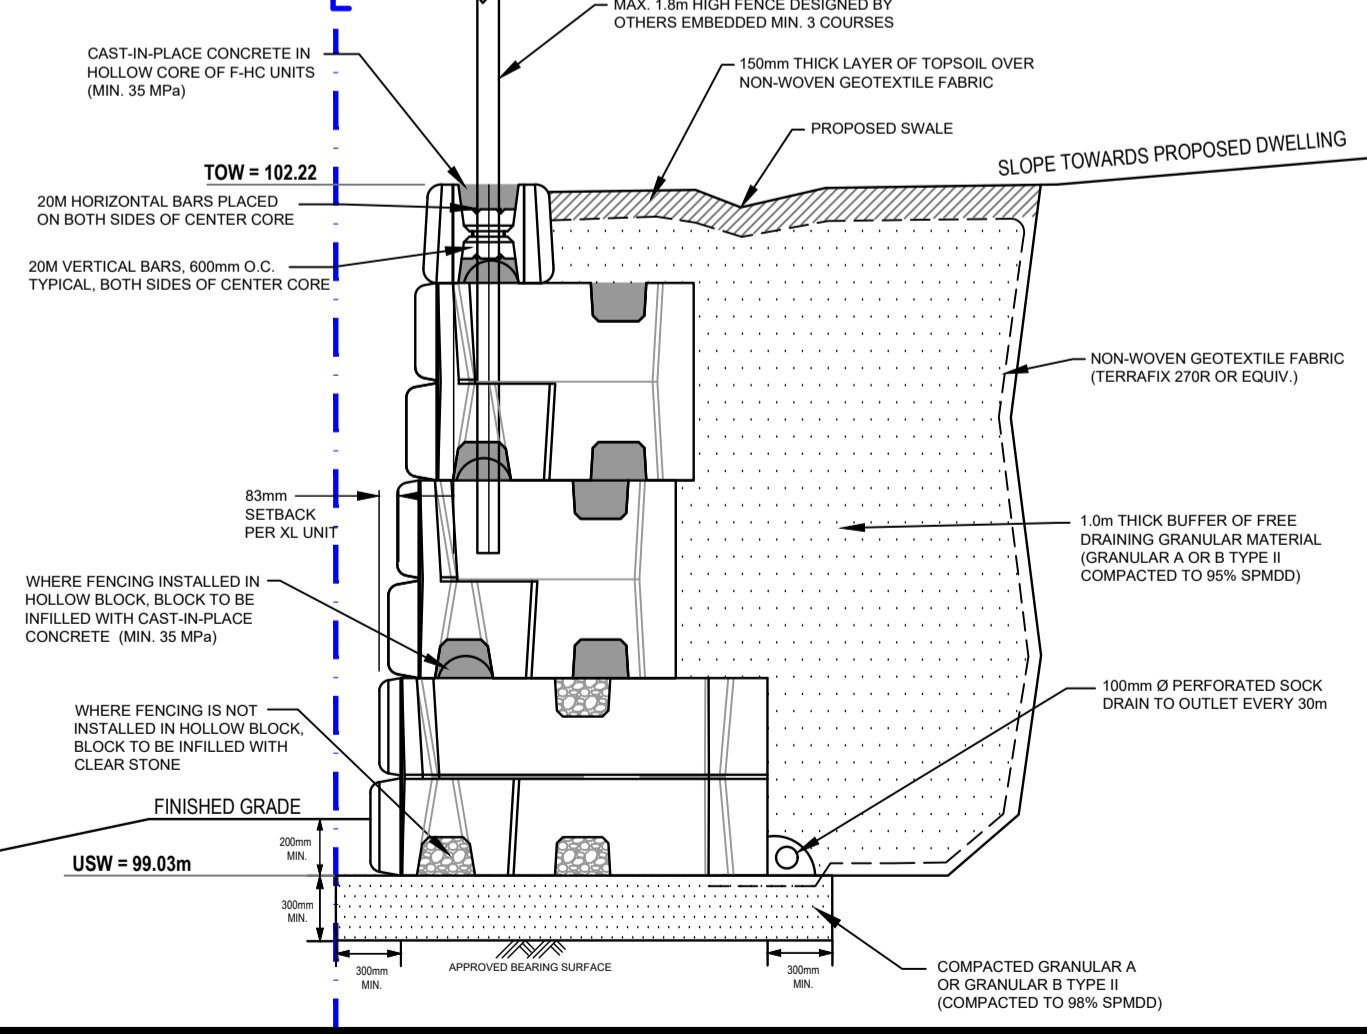 MAX. 1.8m HIGH FENCE DESIGNED BY
OTHERS EMBEDDED MIN. 3 COURSES
CAST-IN-PLACE CONCRETE IN
HOLLOW CORE OF F-HC UNITS
(MIN. 35 MPa)
150mm THICK LAYER OF TOPSOIL OVER
NON-WOVEN GEOTEXTILE FABRIC
PROPOSED SWALE
SLOPE TOWARDS PROPOSED DWELLING
TOW = 102.22
20M HORIZONTAL BARS PLACED
ON BOTH SIDES OF CENTER CORE
20M VERTICAL BARS, 600mm O.C.
TYPICAL, BOTH SIDES OF CENTER CORE
NON-WOVEN GEOTEXTILE FABRIC
(TERRAFIX 270R OR EQUIV.)
83mm
SETBACK
PER XL UNIT
1.0m THICK BUFFER OF FREE
DRAINING GRANULAR MATERIAL
(GRANULAR A OR B TYPE II
COMPACTED TO 95% SPMDD)
WHERE FENCING INSTALLED IN
HOLLOW BLOCK, BLOCK TO BE
INFILLED WITH CAST-IN-PLACE
CONCRETE (MIN. 35 MPa)
100mm Ø PERFORATED SOCK
DRAIN TO OUTLET EVERY 30m
WHERE FENCING IS NOT
INSTALLED IN HOLLOW BLOCK,
BLOCK TO BE INFILLED WITH
CLEAR STONE
FINISHED GRADE
200mm
MIN.
USW = 99.03m
300mm
MIN.
300mm
MIN.
APPROVED BEARING SURFACE
300mm
MIN.
COMPACTED GRANULAR A
OR GRANULAR B TYPE II
(COMPACTED TO 98% SPMDD)